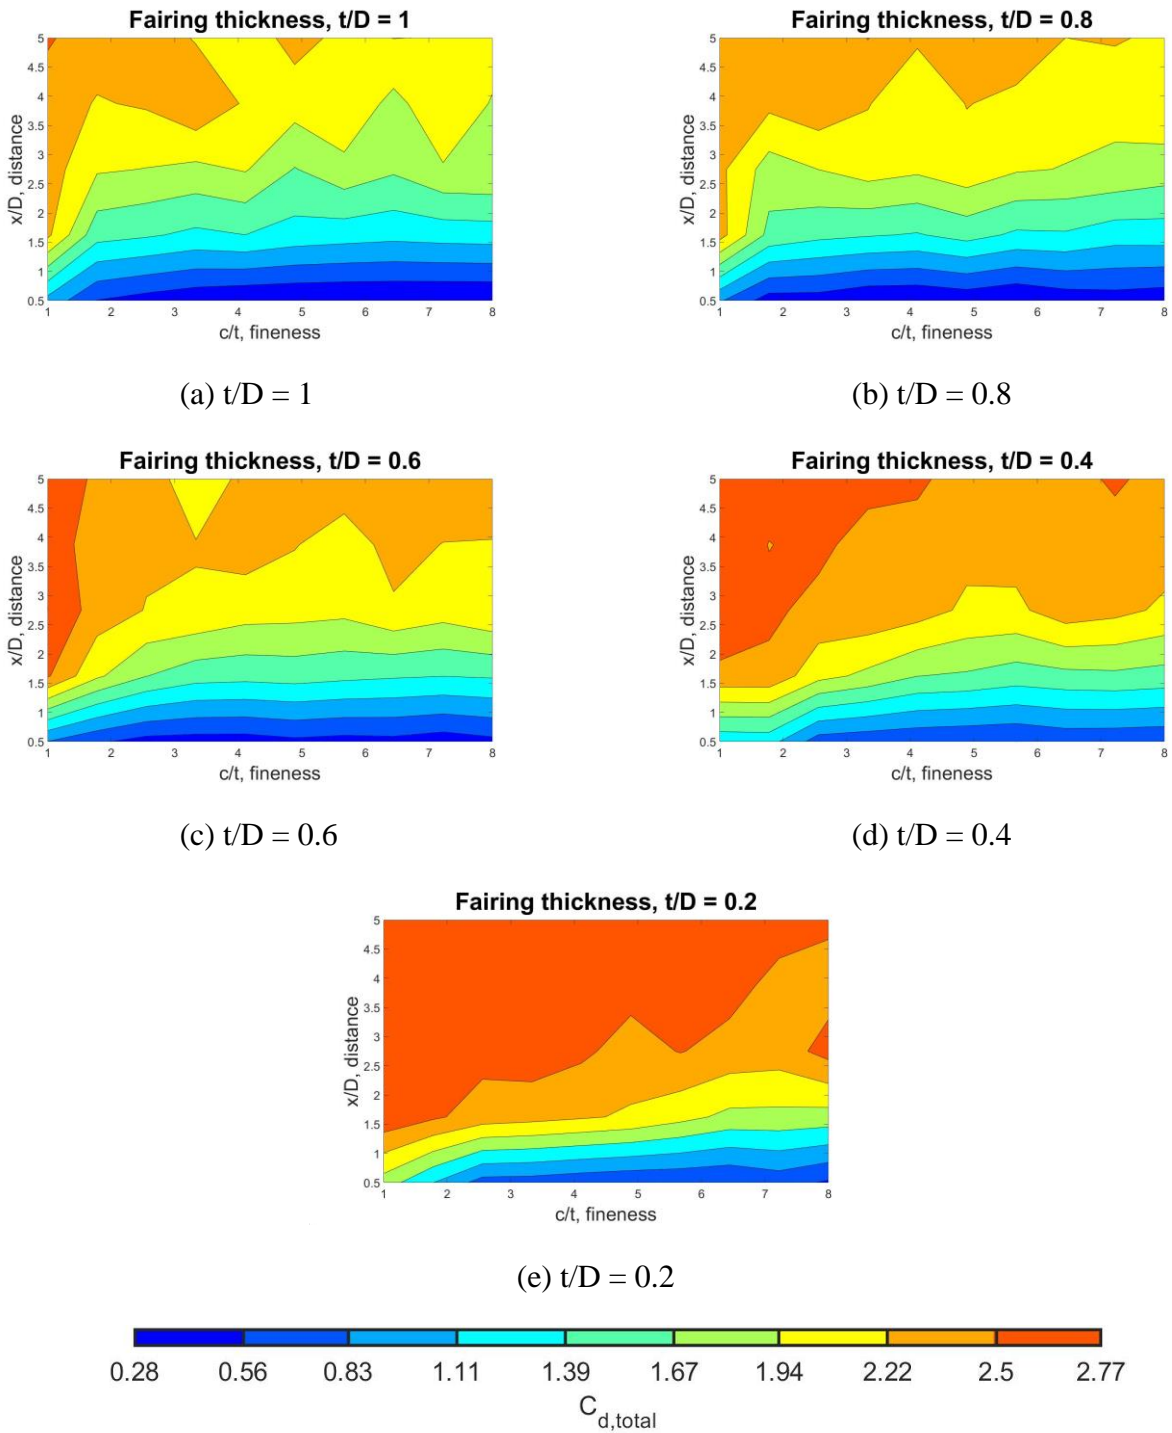 Fairing thickness, t/D = 1
5
4.5
4
3.5
3
2.5
2
1.5
1
0.5
x/D, distance
1 2 3 4 5 6 7 8
c/t, fineness
(a) t/D = 1
Fairing thickness, t/D = 0.8
5
4.5
4
3.5
3
2.5
2
1.5
1
0.5
x/D, distance
1 2 3 4 5 6 7 8
c/t, fineness
(b) t/D = 0.8
Fairing thickness, t/D = 0.6
5
4.5
4
3.5
3
2.5
2
1.5
1
0.5
x/D, distance
1 2 3 4 5 6 7 8
c/t, fineness
(c) t/D = 0.6
Fairing thickness, t/D = 0.4
5
4.5
4
3.5
3
2.5
2
1.5
1
0.5
x/D, distance
1 2 3 4 5 6 7 8
c/t, fineness
(d) t/D = 0.4
Fairing thickness, t/D = 0.2
5
4.5
4
3.5
3
2.5
2
1.5
1
0.5
x/D, distance
1 2 3 4 5 6 7 8
c/t, fineness
(e) t/D = 0.2
0.28 0.56 0.83 1.11 1.39 1.67 1.94 2.22 2.5 2.77
C d,total